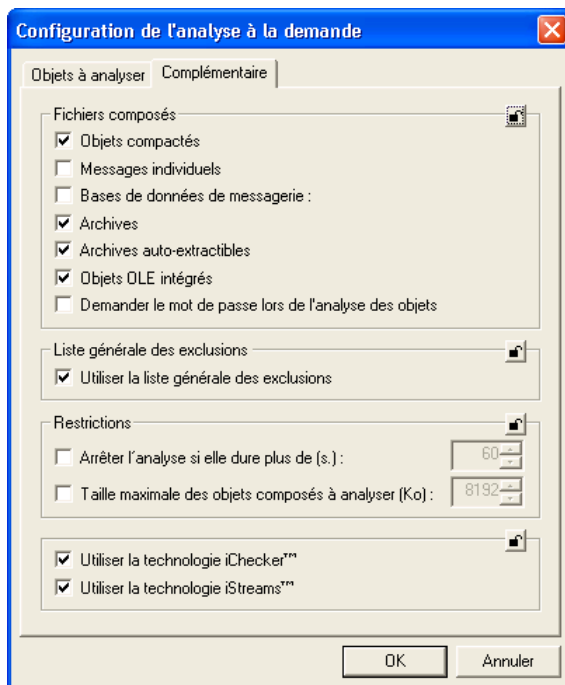 Configuration de l'analyse à la demande
Objets à analyser
Complémentaire
Fichiers composés
Objets compactés
Messages individuels
Bases de données de messagerie :
Archives
Archives auto-extractibles
Objets OLE intégrés
Demander le mot de passe lors de l'analyse des objets
Liste générale des exclusions
Utiliser la liste générale des exclusions
Restrictions
Arrêter l´analyse si elle dure plus de (s.) : 60
Taille maximale des objets composés à analyser (Ko) : 8192
Utiliser la technologie iChecker™
Utiliser la technologie iStreams™
OK Annuler